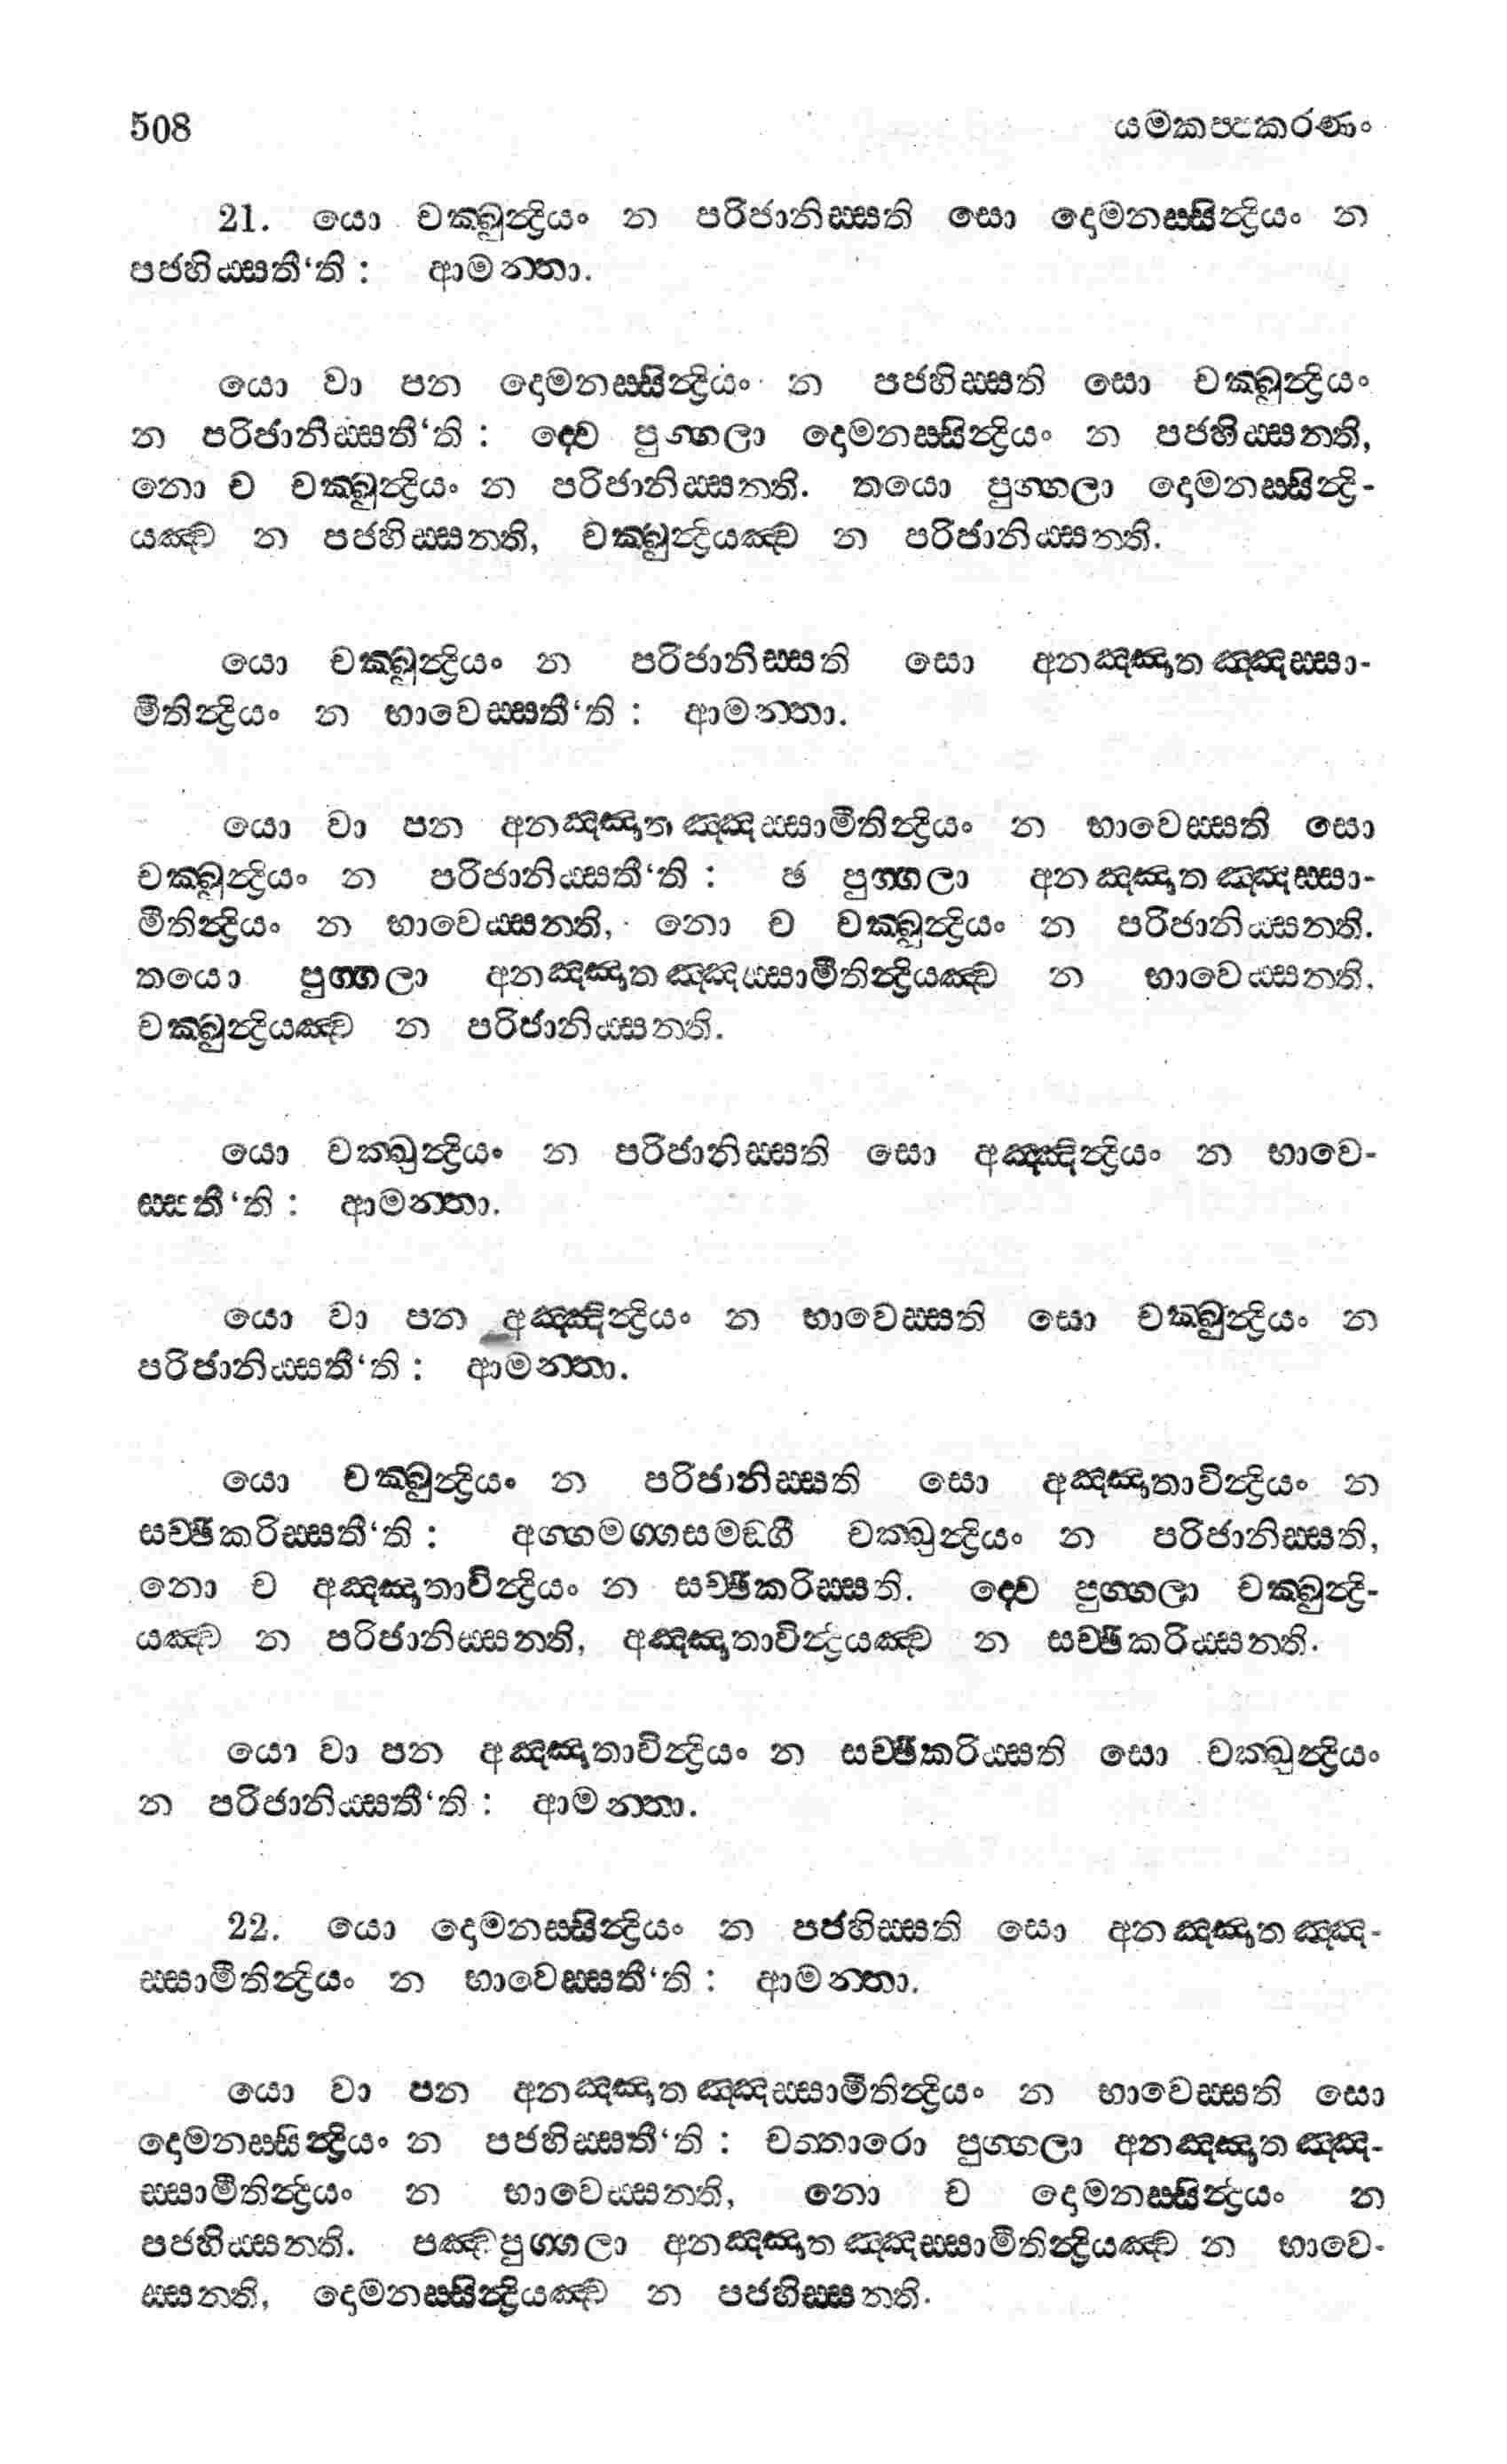 508 යමකප්පකරණං
21. යො චක්ඛුන්ද්‍රියං න පරිජානිස්සති සො දොමනස්සින්ද්‍රියං න
පජහිස්සතී‘ති : ආමන්තා.
යො වා පන දොමනස්සින්ද්‍රියං න පජහිස්සති සො චක්ඛුන්ද්‍රියං
න පරිජානිස්සතී‘ති : ද්වෙ පුග්ගලා දොමනස්සින්ද්‍රියං න පජහිස්සන්ති,
නො ච චක්ඛුන්ද්‍රියං න පරිජානිස්සන්ති. තයො පුග්ගලා දොමනස්සින්ද්‍රි-
යඤ්ච න පජහිස්සන්ති, චක්ඛුන්ද්‍රියඤ්ච න පරිජානිස්සන්ති.
යො චක්ඛුන්ද්‍රියං න පරිජානිස්සති සො අනඤ්ඤාතඤ්ඤස්සා-
මීතින්ද්‍රියං න භාවෙස්සතී‘ති : ආමන්තා.
යො වා පන අනඤ්ඤාතඤ්ඤස්සාමීතින්ද්‍රියං න භාවෙස්සති සො
චක්ඛුන්ද්‍රියං න පරිජානිස්සතී‘ති : ඡ පුග්ගලා අනඤ්ඤාතඤ්ඤස්සා-
මීතින්ද්‍රියං න භාවෙස්සන්ති, නො ච චක්ඛුන්ද්‍රියං න පරිජානිස්සන්ති.
තයො පුග්ගලා අනඤ්ඤාතඤ්ඤස්සාමීතින්ද්‍රියඤ්ච න භාවෙස්සන්ති,
චක්ඛුන්ද්‍රියඤ්ච න පරිජානිස්සන්ති.
යො චක්ඛුන්ද්‍රියං න පරිජානිස්සති සො අඤ්ඤින්ද්‍රියං න භාවෙ-
ස්සතී‘ති : ආමන්තා.
යො වා පන අඤ්ඤින්ද්‍රියං න භාවෙස්සති සො චක්ඛුන්ද්‍රියං න
පරිජානිස්සතී‘ති : ආමන්තා.
යො චක්ඛුන්ද්‍රියං න පරිජානිස්සති සො අඤ්ඤාතාවින්ද්‍රියං න
සච්ඡිකරිස්සතී‘ති : අග්ගමග්ගසමඞ්ගී චක්ඛුන්ද්‍රියං න පරිජානිස්සති,
නො ච අඤ්ඤාතාවින්ද්‍රියං න සච්ඡිකරිස්සති. ද්වෙ පුග්ගලා චක්ඛුන්ද්‍රි-
යඤ්ච න පරිජානිස්සන්ති, අඤ්ඤාතාවින්ද්‍රියඤ්ච න සච්ඡිකරිස්සන්ති.
යො වා පන අඤ්ඤාතාවින්ද්‍රියං න සච්ඡිකරිස්සති සො චක්ඛුන්ද්‍රියං
න පරිජානිස්සතී‘ති : ආමන්තා.
22. යො දොමනස්සින්ද්‍රියං න පජහිස්සති සො අනඤ්ඤාතඤ්ඤ-
ස්සාමීතින්ද්‍රියං න භාවෙස්සතී‘ති : ආමන්තා.
යො වා පන අනඤ්ඤාතඤ්ඤස්සාමීතින්ද්‍රියං න භාවෙස්සති සො
දොමනස්සින්ද්‍රියං න පජහිස්සතී‘ති : චත්තාරො පුග්ගලා අනඤ්ඤාතඤ්ඤ-
ස්සාමීතින්ද්‍රියං න භාවෙස්සන්ති, නො ච දොමනස්සින්ද්‍රියං න
පජහිස්සන්ති. පඤ්ච පුග්ගලා අනඤ්ඤාතඤ්ඤස්සාමීතින්ද්‍රියඤ්ච න භාවෙ-
ස්සන්ති, දොමනස්සින්ද්‍රියඤ්ච න පජහිස්සන්ති.